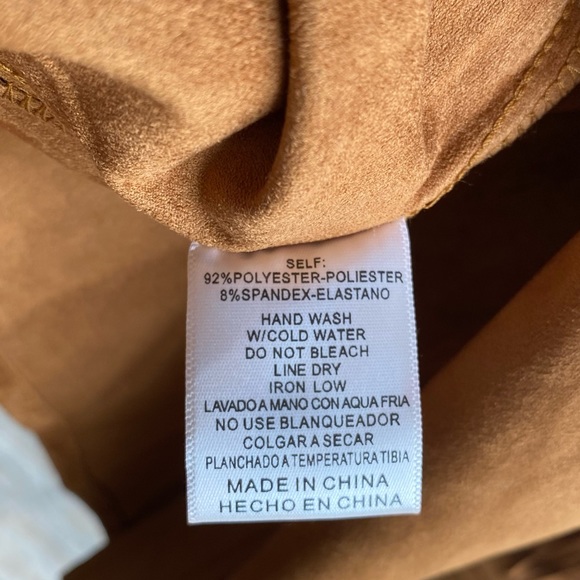 SELF:
92%POLYESTER-POLIESTER
8%SPANDEX-ELASTANO
HAND WASH
W/COLD WATER
DO NOT BLEACH
LINE DRY
IRON LOW
LAVADO A MANO CON AQUA FRIA
NO USE BLANQUEADOR
COLGAR A SECAR
PLANCHADO A TEMPERATURA TIBIA
MADE IN CHINA
HECHO EN CHINA